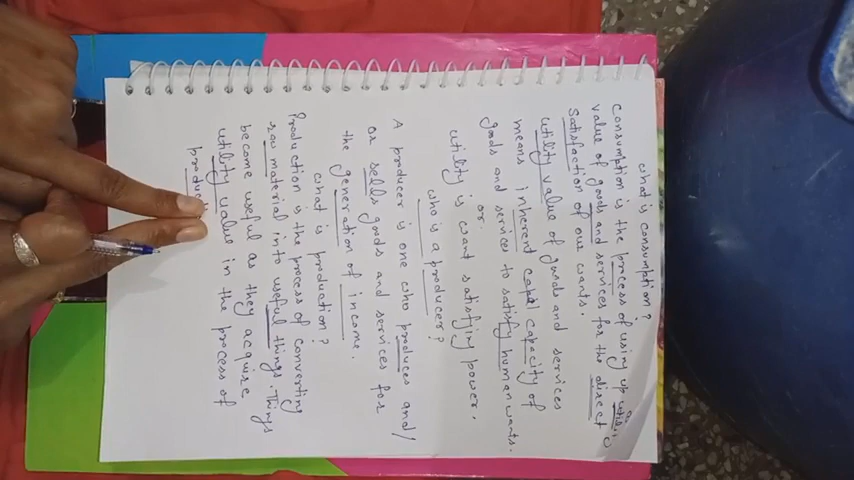 what is consumption?
Consumption is the process of using up
value of goods and services for the direct
satisfaction of our wants.
utility value of goods and services
means inherent capacity of
goods and services to satisfy human wants.
or
utility is want satisfying power.
who is a producer?
A producer is one who produces and/
or sells goods and services for
the generation of income.
what is production?
Production is the process of converting
raw material into useful things. Things
become useful as they acquire
utility value in the process of